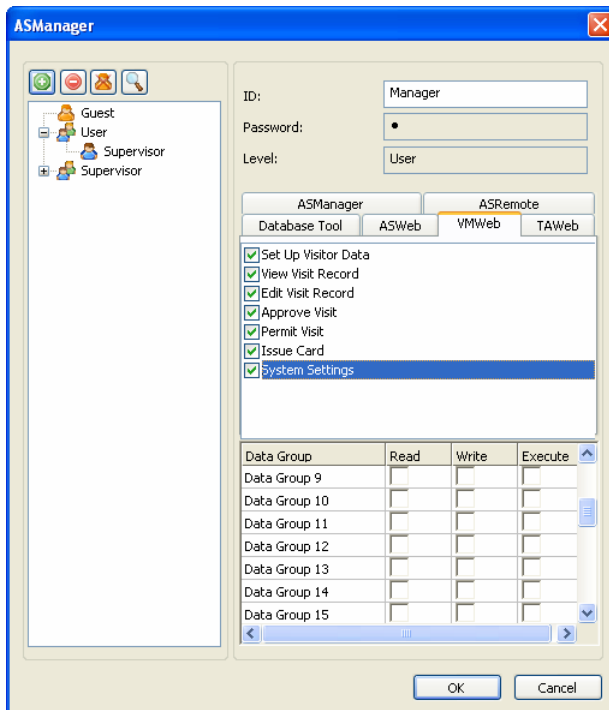 ASManager
Guest
User
Supervisor
Supervisor
ID: Manager
Password: •
Level: User
ASManager ASRemote
Database Tool ASWeb VMWeb TAWeb
Set Up Visitor Data
View Visit Record
Edit Visit Record
Approve Visit
Permit Visit
Issue Card
System Settings
Data Group Read Write Execute
Data Group 9
Data Group 10
Data Group 11
Data Group 12
Data Group 13
Data Group 14
Data Group 15
OK Cancel